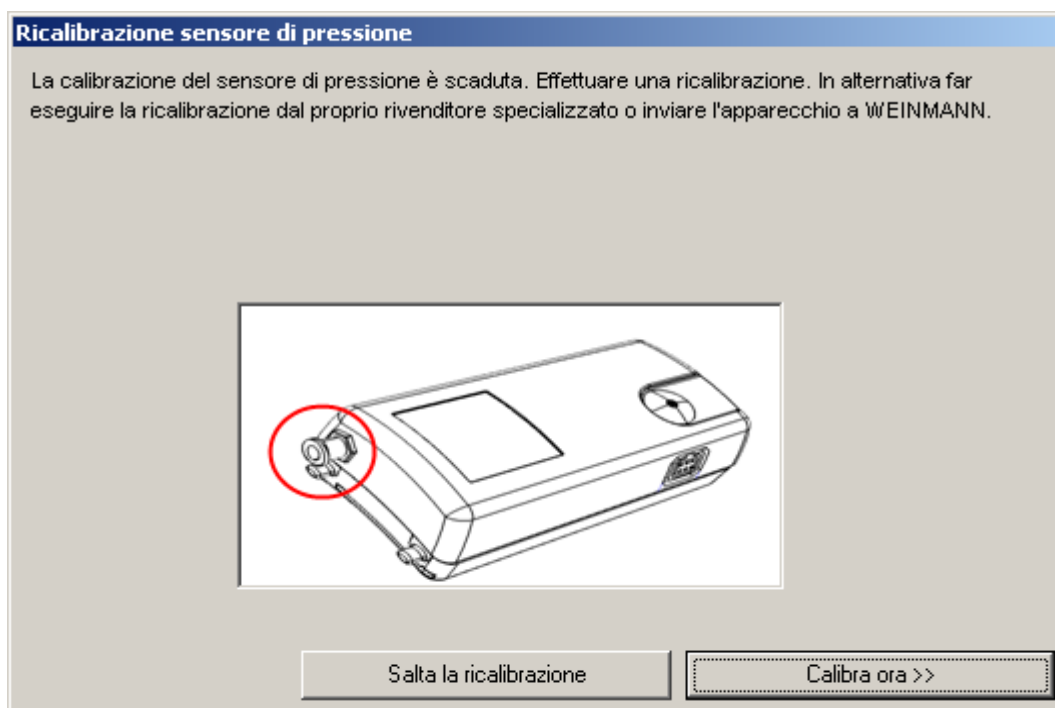 Ricalibrazione sensore di pressione
La calibrazione del sensore di pressione è scaduta. Effettuare una ricalibrazione. In alternativa far
eseguire la ricalibrazione dal proprio rivenditore specializzato o inviare l'apparecchio a WEINMANN.
Salta la ricalibrazione
Calibra ora >>